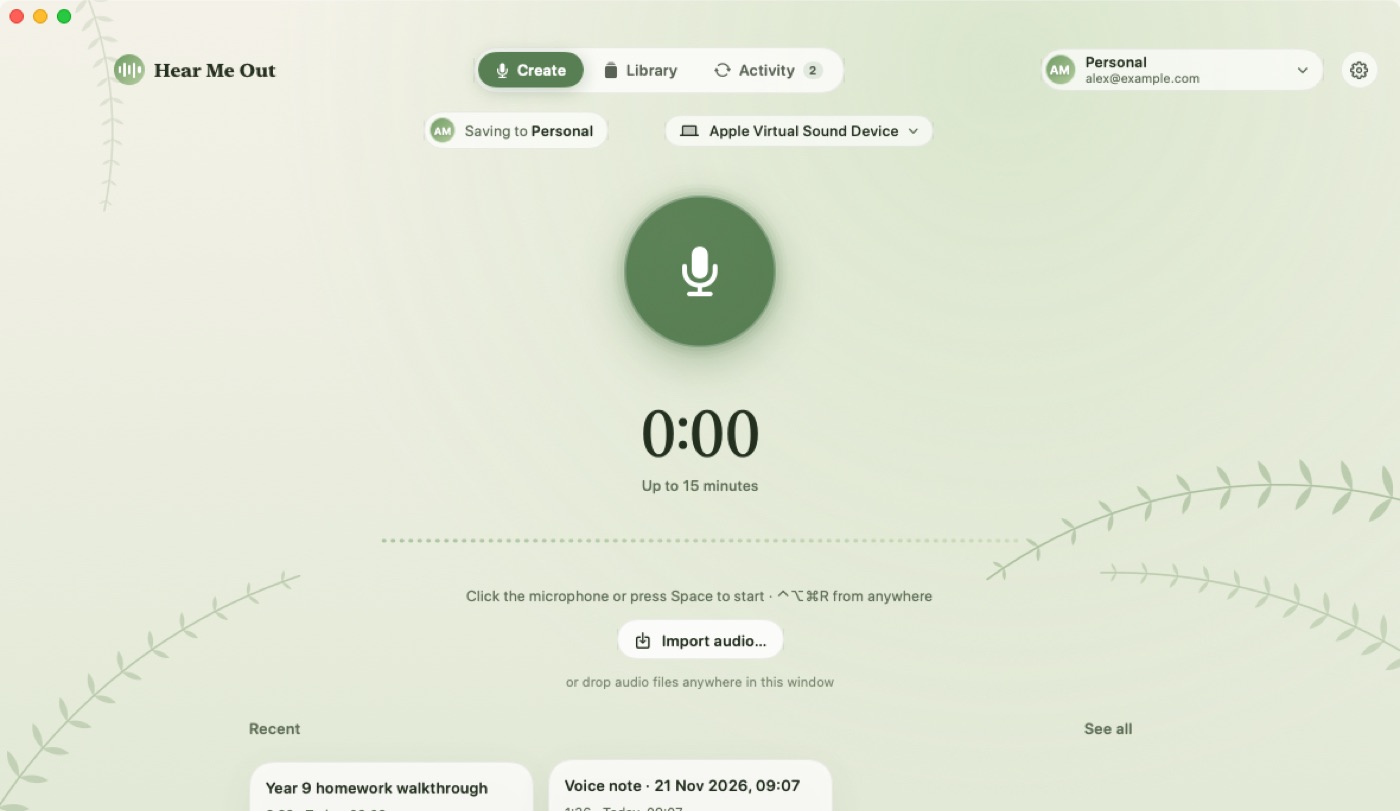 Hear Me Out
Create
Library
Activity 2
AM
Personal
alex@example.com
AM Saving to Personal
Apple Virtual Sound Device
0:00
Up to 15 minutes
Click the microphone or press Space to start · ⌃⌥⌘R from anywhere
Import audio…
or drop audio files anywhere in this window
Recent
See all
Year 9 homework walkthrough
Voice note · 21 Nov 2026, 09:07